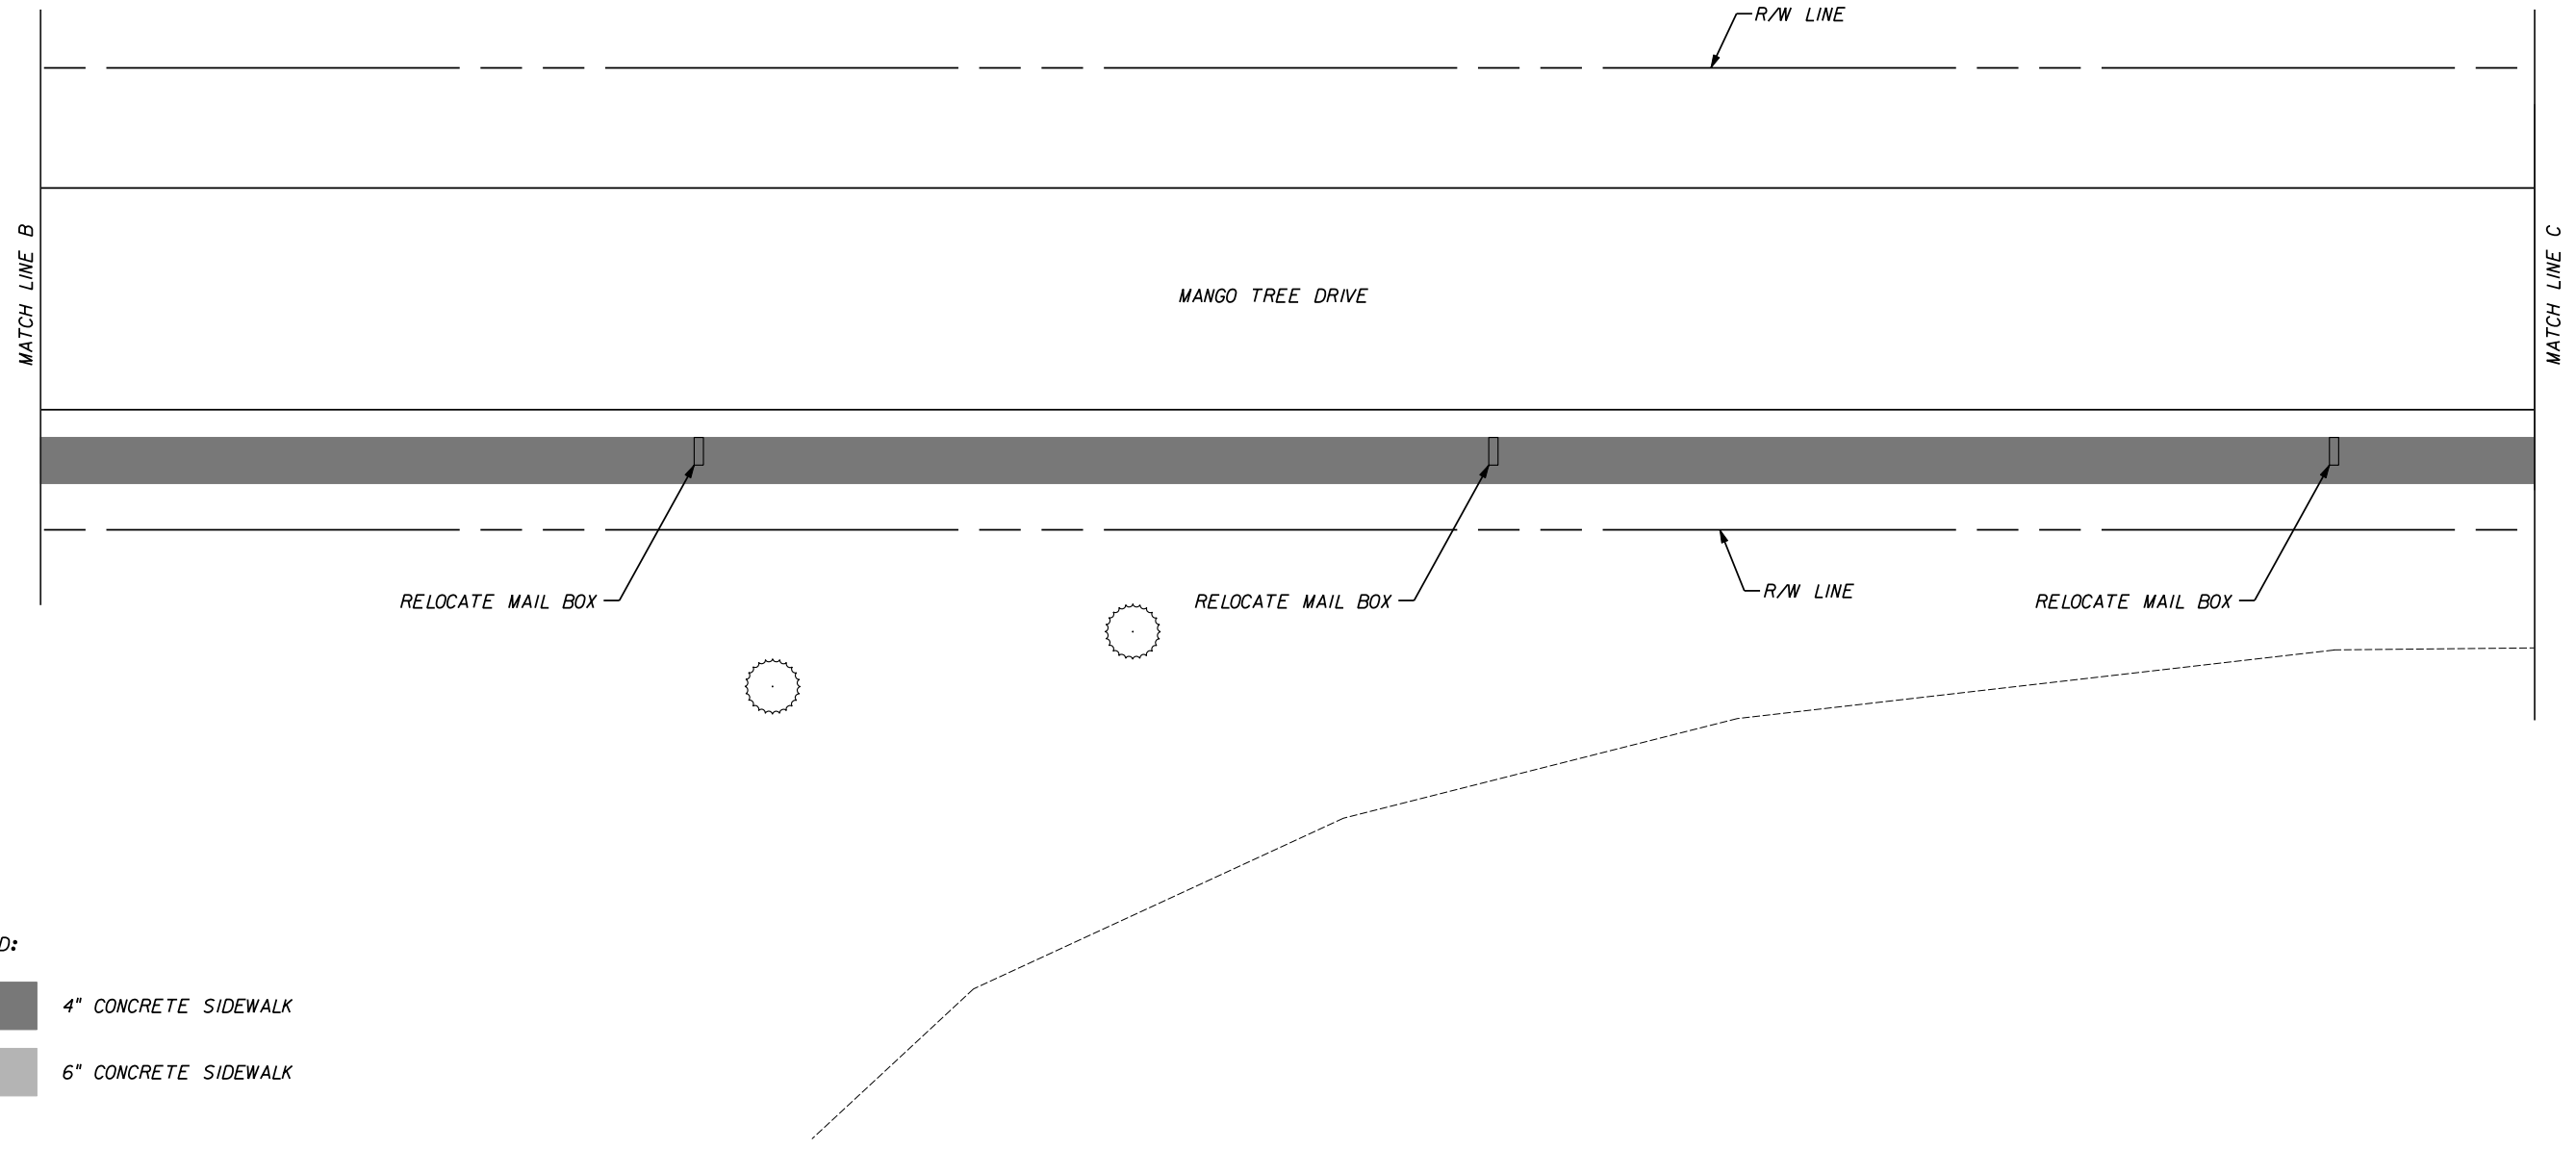 R/W LINE
MATCH LINE B
MANGO TREE DRIVE
MATCH LINE C
RELOCATE MAIL BOX
RELOCATE MAIL BOX
R/W LINE
RELOCATE MAIL BOX
D:
4" CONCRETE SIDEWALK
6" CONCRETE SIDEWALK